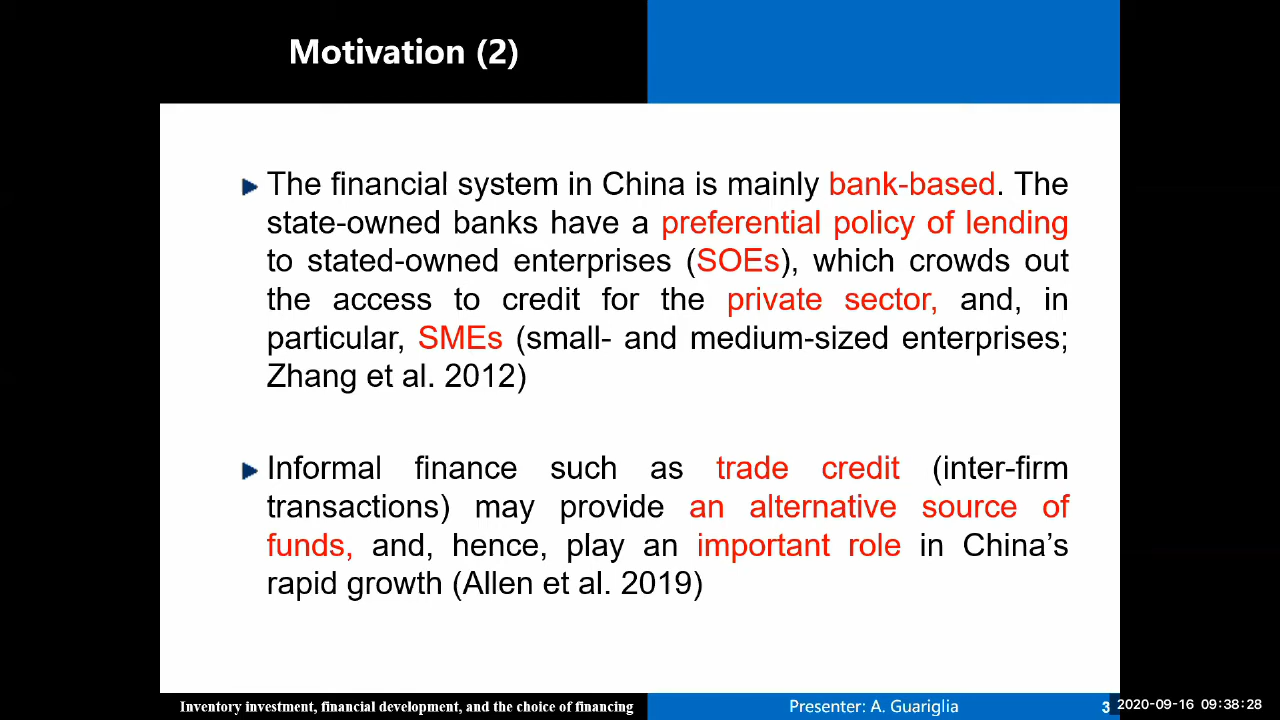 Motivation (2)
The financial system in China is mainly bank-based. The
state-owned banks have a preferential policy of lending
to stated-owned enterprises (SOEs), which crowds out
the access to credit for the private sector, and, in
particular, SMEs (small- and medium-sized enterprises;
Zhang et al. 2012)
Informal finance such as trade credit (inter-firm
transactions) may provide an alternative source of
funds, and, hence, play an important role in China’s
rapid growth (Allen et al. 2019)
Inventory investment, financial development, and the choice of financing
Presenter: A. Guariglia
3
2020-09-16 09:38:28